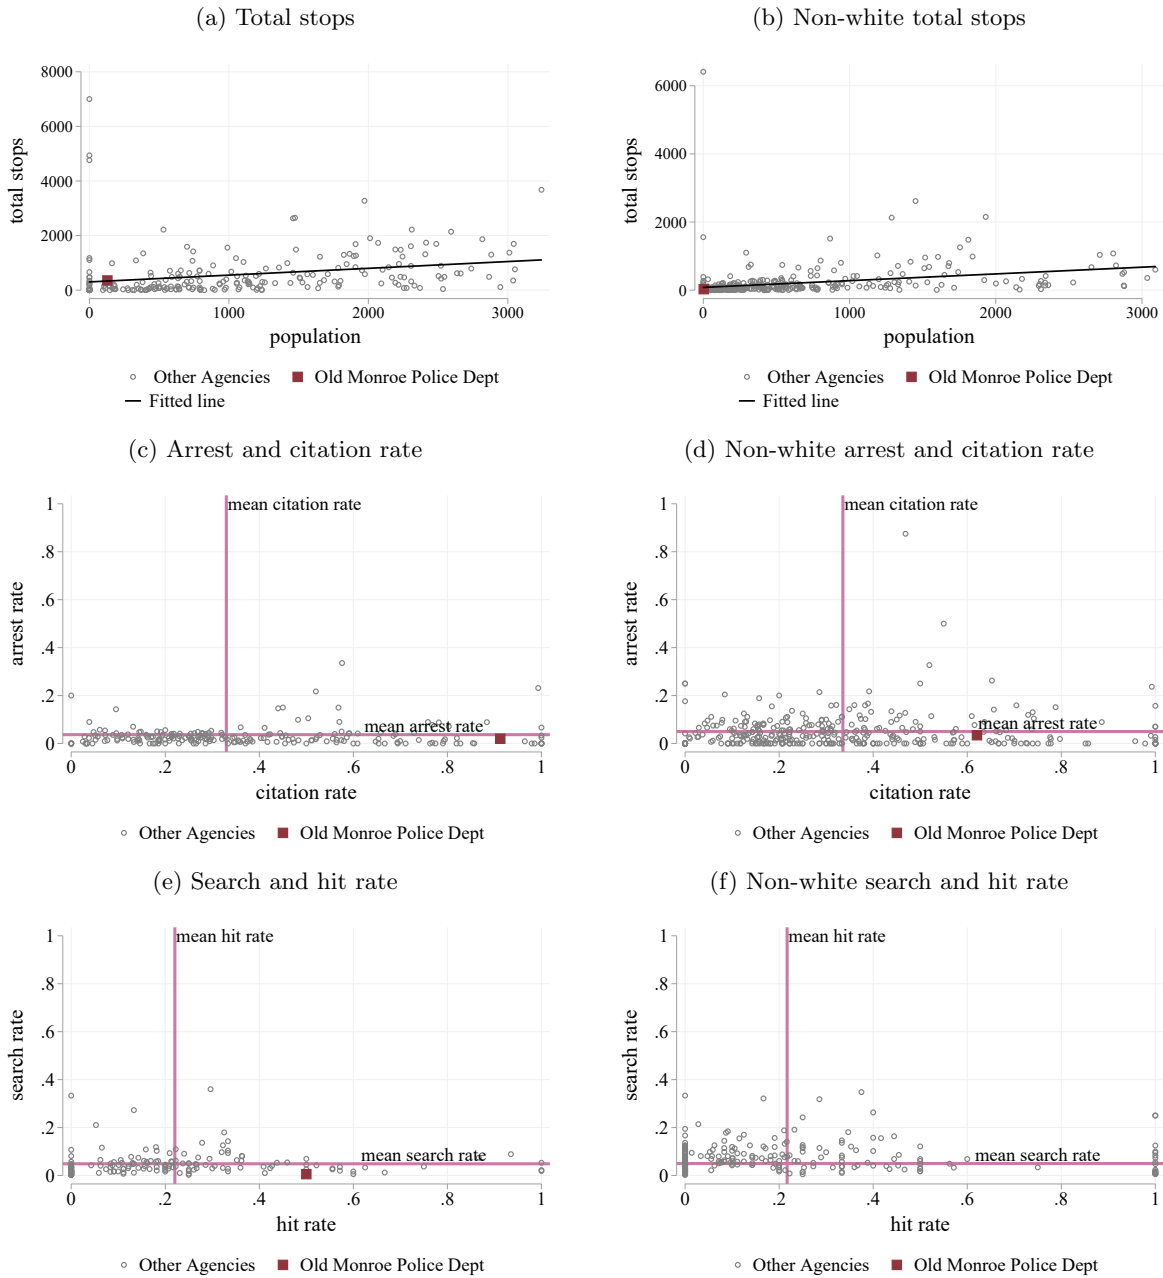 (a) Total stops
(b) Non-white total stops
8000
6000
4000
2000
0
total stops
0 1000 2000 3000
population
6000
4000
2000
0
total stops
0 1000 2000 3000
population
Other Agencies Old Monroe Police Dept
Fitted line
Other Agencies Old Monroe Police Dept
Fitted line
(c) Arrest and citation rate
(d) Non-white arrest and citation rate
1
.8
.6
.4
.2
0
arrest rate
mean citation rate
mean arrest rate
0 .2 .4 .6 .8 1
citation rate
1
.8
.6
.4
.2
0
arrest rate
mean citation rate
mean arrest rate
0 .2 .4 .6 .8 1
citation rate
Other Agencies Old Monroe Police Dept
Other Agencies Old Monroe Police Dept
(e) Search and hit rate
(f) Non-white search and hit rate
1
.8
.6
.4
.2
0
search rate
mean hit rate
mean search rate
0 .2 .4 .6 .8 1
hit rate
1
.8
.6
.4
.2
0
search rate
mean hit rate
mean search rate
0 .2 .4 .6 .8 1
hit rate
Other Agencies Old Monroe Police Dept
Other Agencies Old Monroe Police Dept